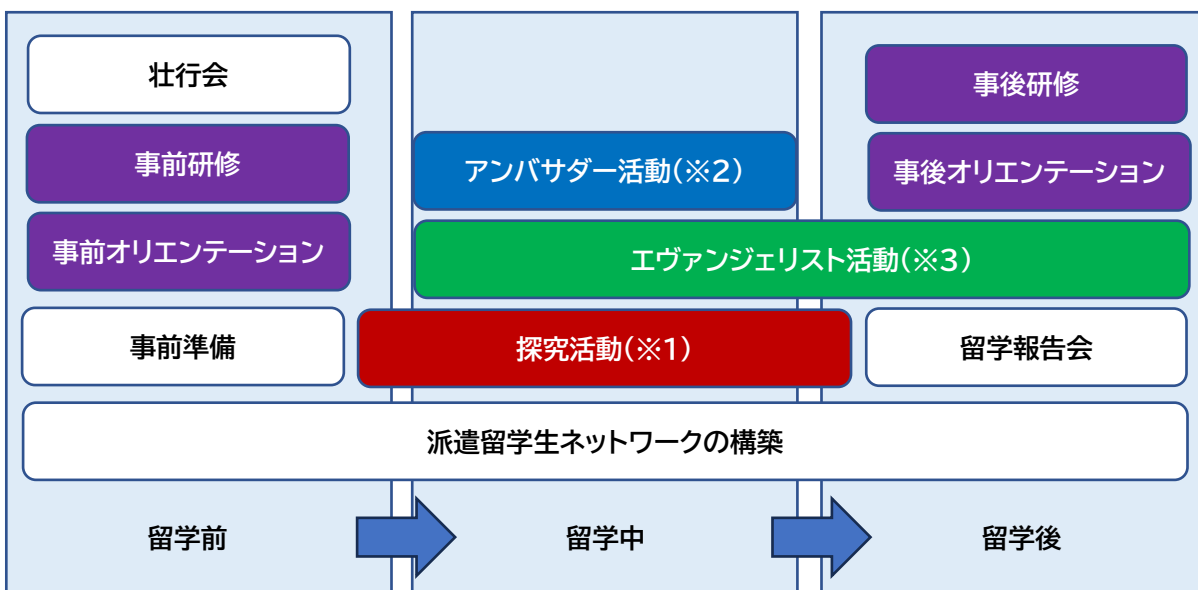 壮行会
事前研修
事前オリエンテーション
事前準備
アンバサダー活動(※2)
エヴァンジェリスト活動(※3)
探究活動(※1)
事後研修
事後オリエンテーション
留学報告会
派遣留学生ネットワークの構築
留学前
留学中
留学後